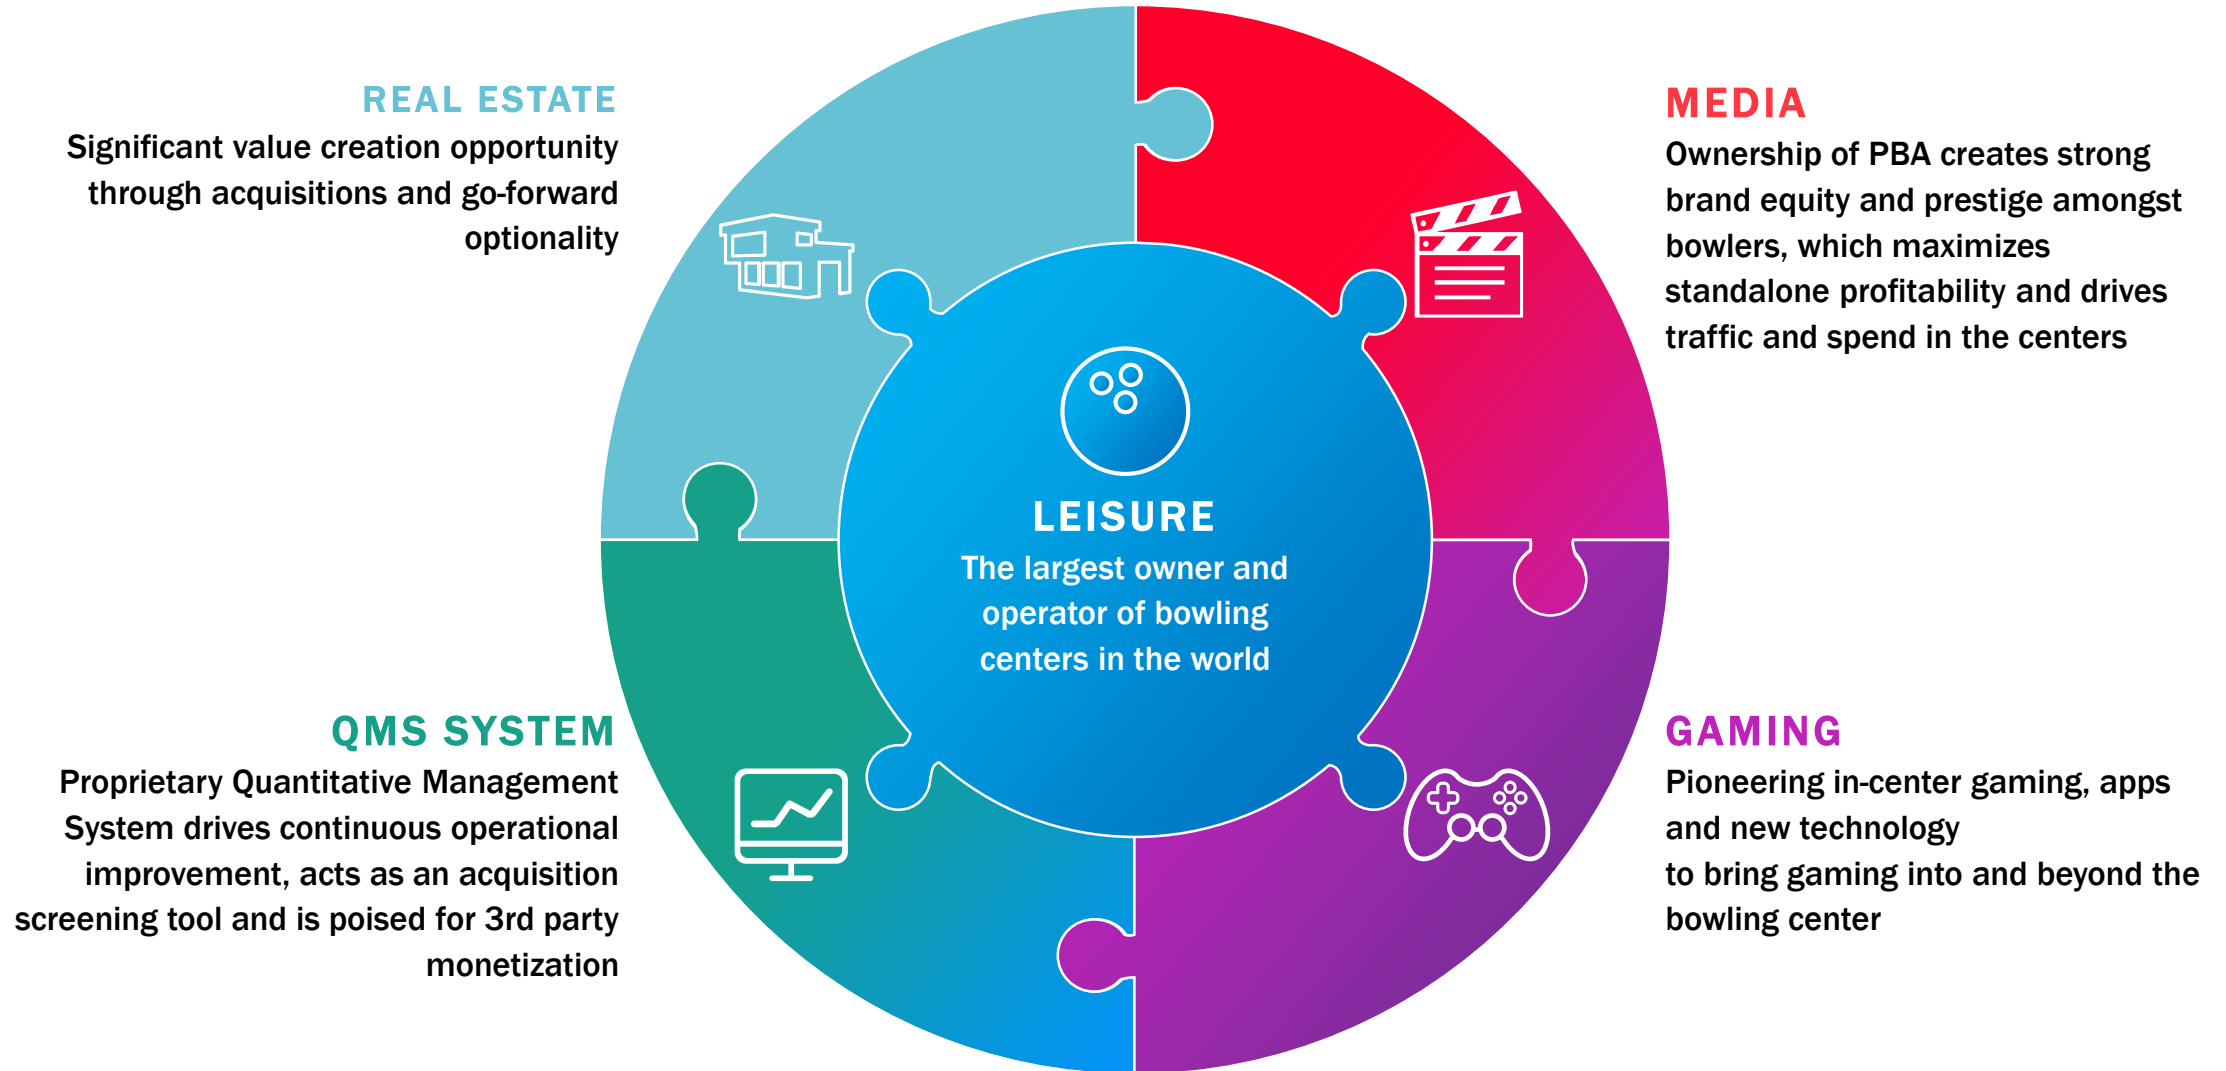 REAL ESTATE
Significant value creation opportunity
through acquisitions and go-forward
optionality
MEDIA
Ownership of PBA creates strong
brand equity and prestige amongst
bowlers, which maximizes
standalone profitability and drives
traffic and spend in the centers
LEISURE
The largest owner and
operator of bowling
centers in the world
QMS SYSTEM
Proprietary Quantitative Management
System drives continuous operational
improvement, acts as an acquisition
screening tool and is poised for 3rd party
monetization
GAMING
Pioneering in-center gaming, apps
and new technology
to bring gaming into and beyond the
bowling center